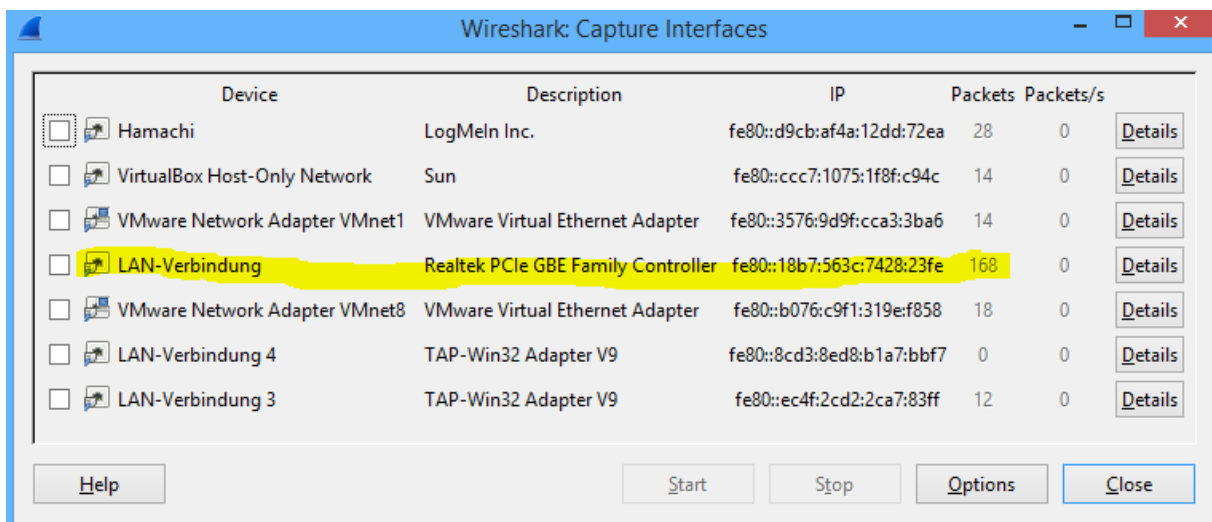 Wireshark: Capture Interfaces
Device Description IP Packets Packets/s
Hamachi LogMeIn Inc. fe80::d9cb:af4a:12dd:72ea 28 0 Details
VirtualBox Host-Only Network Sun fe80::ccc7:1075:1f8f:c94c 14 0 Details
VMware Network Adapter VMnet1 VMware Virtual Ethernet Adapter fe80::3576:9d9f:cca3:3ba6 14 0 Details
LAN-Verbindung Realtek PCIe GBE Family Controller fe80::18b7:563c:7428:23fe 168 0 Details
VMware Network Adapter VMnet8 VMware Virtual Ethernet Adapter fe80::b076:c9f1:319e:f858 18 0 Details
LAN-Verbindung 4 TAP-Win32 Adapter V9 fe80::8cd3:8ed8:b1a7:bbf7 0 0 Details
LAN-Verbindung 3 TAP-Win32 Adapter V9 fe80::ec4f:2cd2:2ca7:83ff 12 0 Details
Help Start Stop Options Close